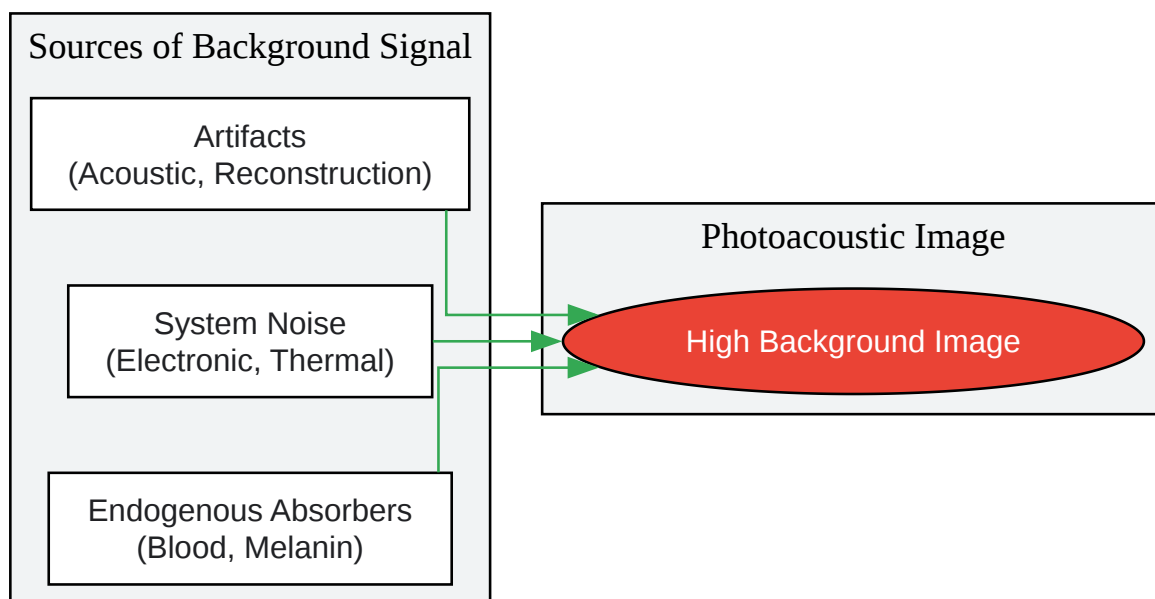 Sources of Background Signal
Artifacts
(Acoustic, Reconstruction)
System Noise
(Electronic, Thermal)
Endogenous Absorbers
(Blood, Melanin)
Photoacoustic Image
High Background Image